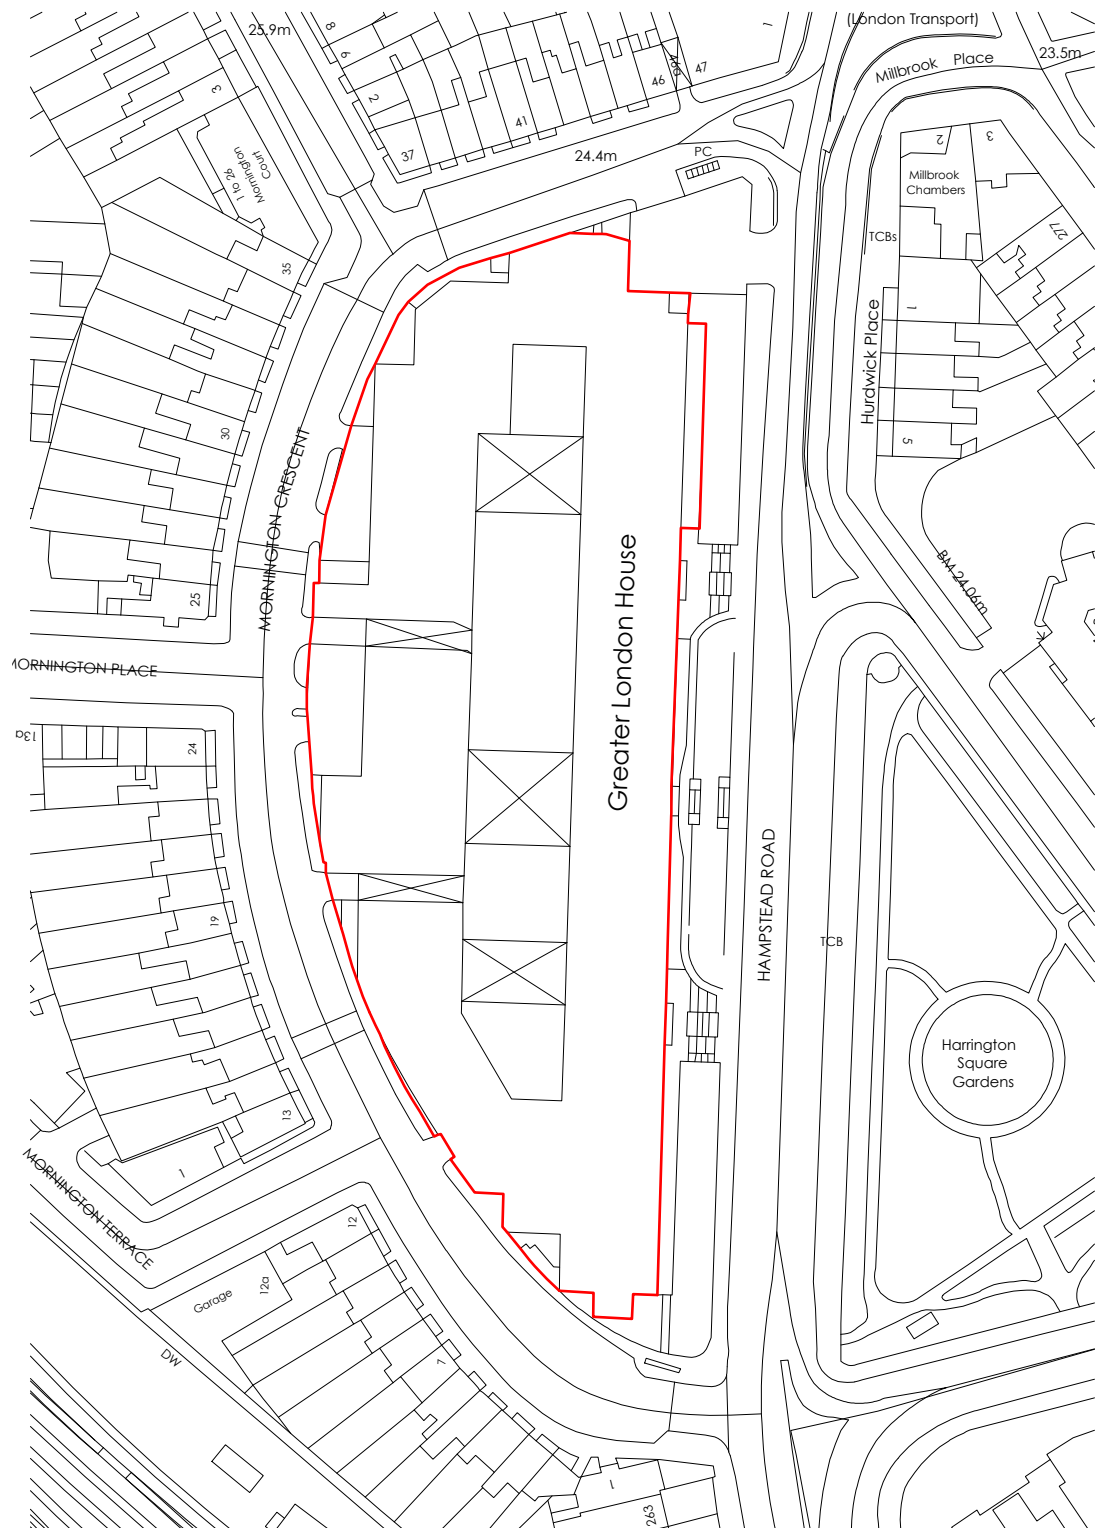 (London Transport)
25.9m
8
6
2
37
41
46
46a
47
1
24.4m
PC
Millbrook Place
23.5m
3
1 to 26
Mornington
Court
2
3
Millbrook
Chambers
TCBs
277
35
1
Hurdwick Place
5
30
MORNINGTON CRESCENT
25
BM 24.06m
Greater London House
MORNINGTON PLACE
13a
24
19
HAMPSTEAD ROAD
TCB
Harrington
Square
Gardens
13
1
MORNINGTON TERRACE
12
12a
Garage
DW
7
1
263